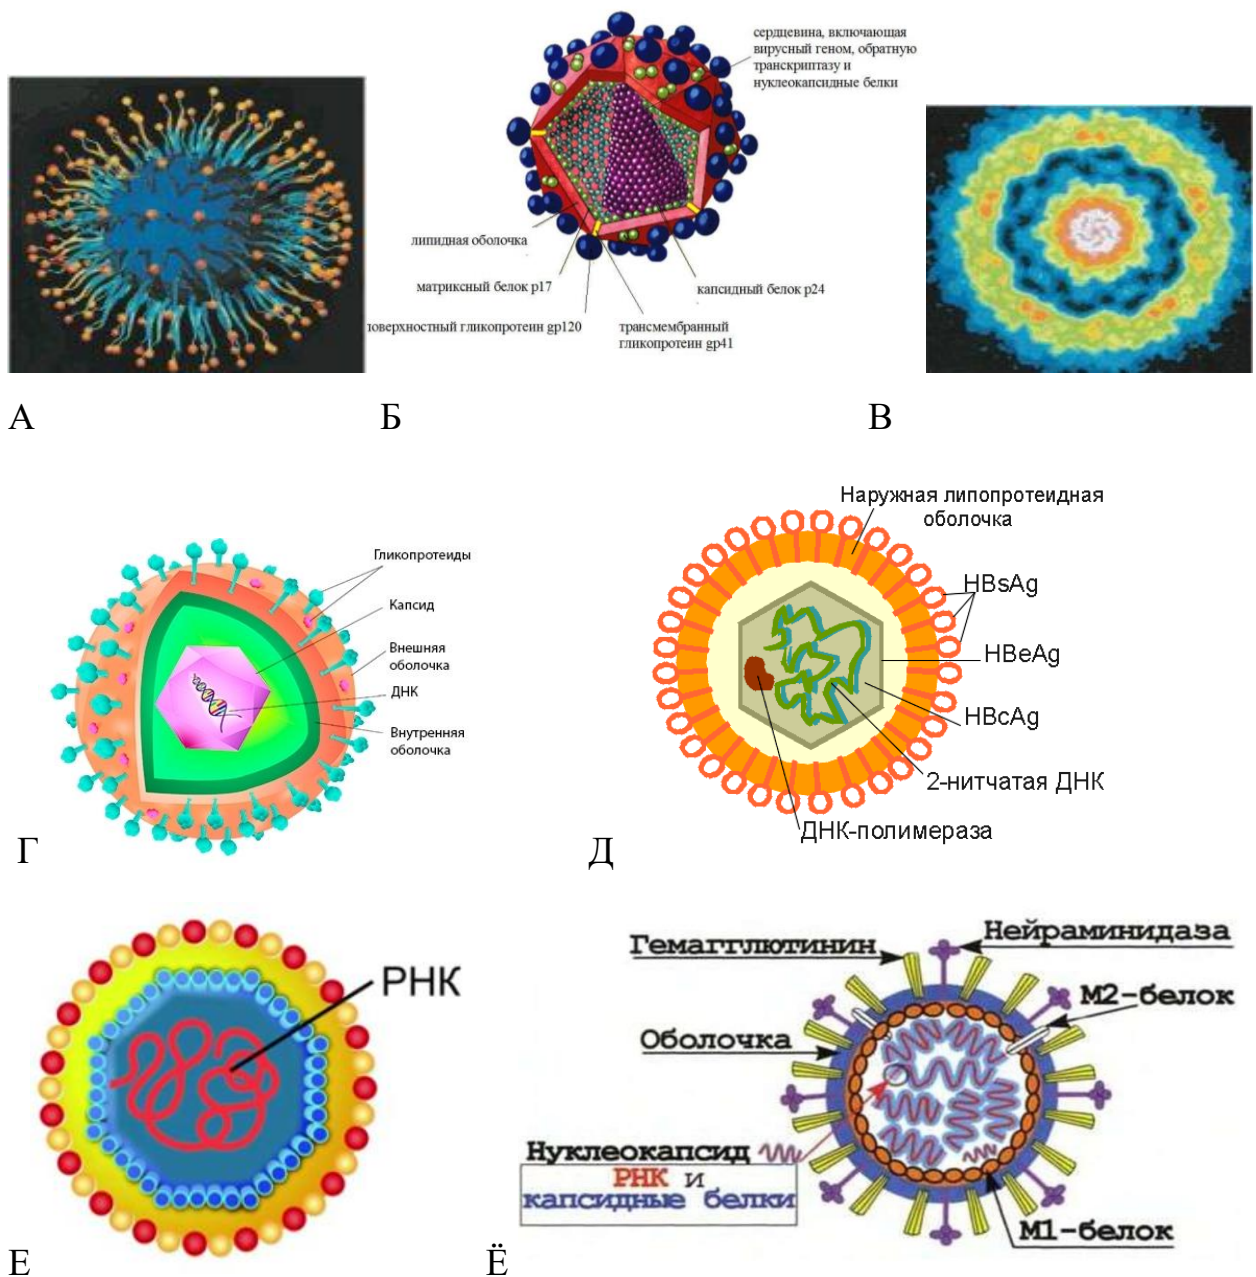 сердцевина, включающая
вирусный геном, обратную
транскриптазу и
нуклеокапсидные белки
липидная оболочка
матриксный белок p17
капсидный белок p24
поверхностный гликопротеин gp120
трансмембранный
гликопротеин gp41
А
Б
В
Гликопротеиды
Капсид
Внешняя
оболочка
ДНК
Внутренняя
оболочка
Г
Наружная липопротеидная
оболочка
HBsAg
HBeAg
HBcAg
2-нитчатая ДНК
ДНК-полимераза
Д
РНК
Е
Гемагглютинин
Нейраминидаза
М2-белок
Оболочка
Нуклеокапсид
РНК и
капсидные белки
М1-белок
Ё